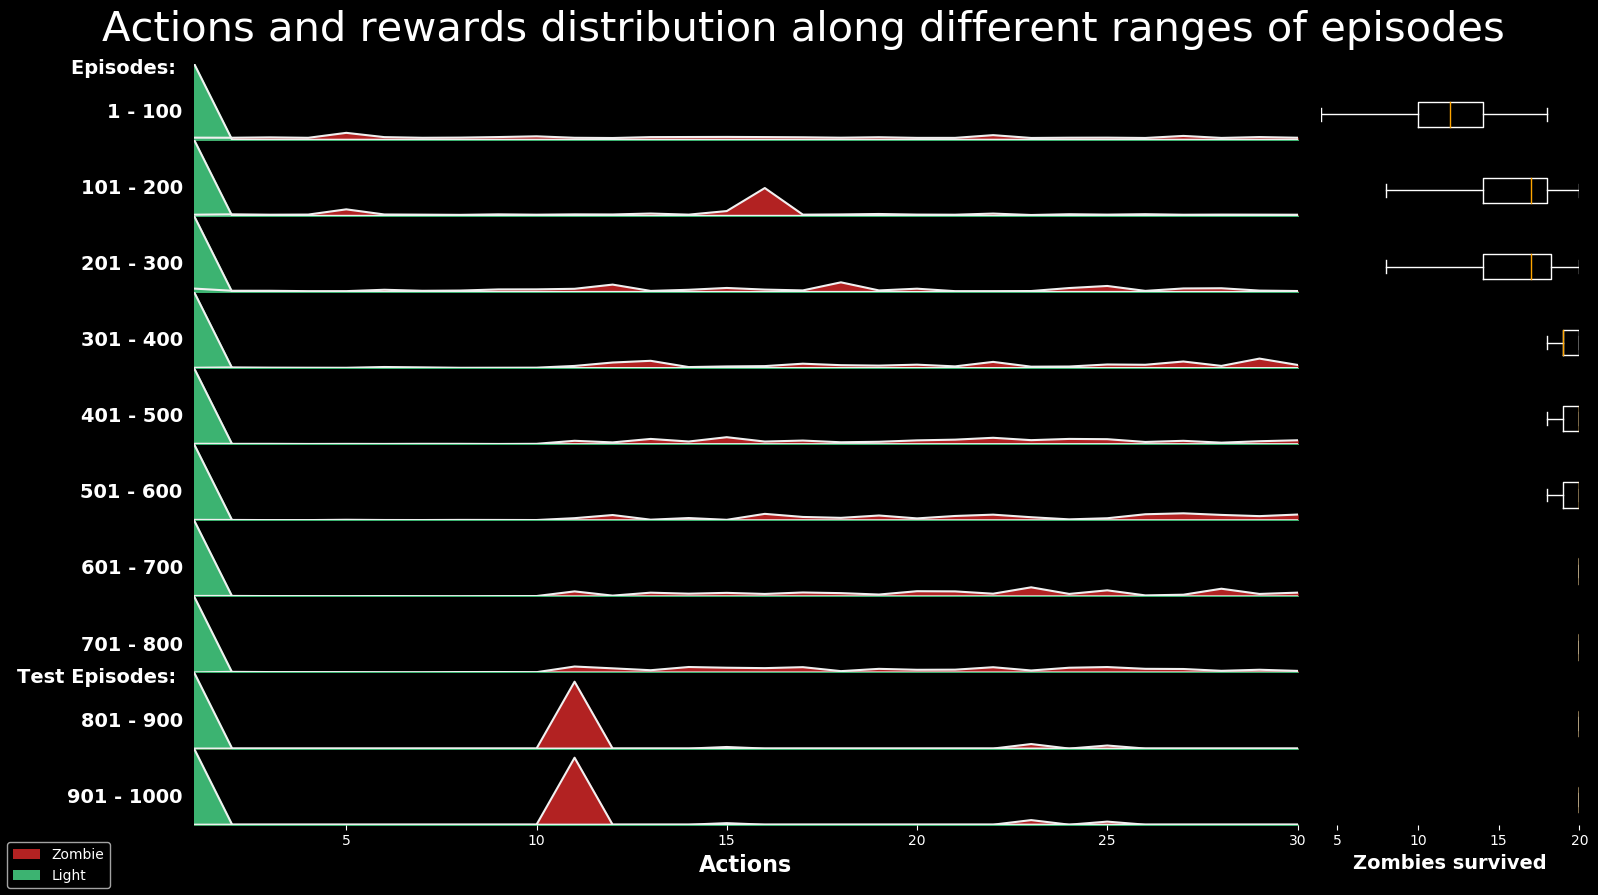 Actions and rewards distribution along different ranges of episodes
Episodes:
1 - 100
101 - 200
201 - 300
301 - 400
401 - 500
501 - 600
601 - 700
701 - 800
Test Episodes:
801 - 900
901 - 1000
5 10 15 20 25 30
5 10 15 20
Actions
Zombies survived
Zombie
Light